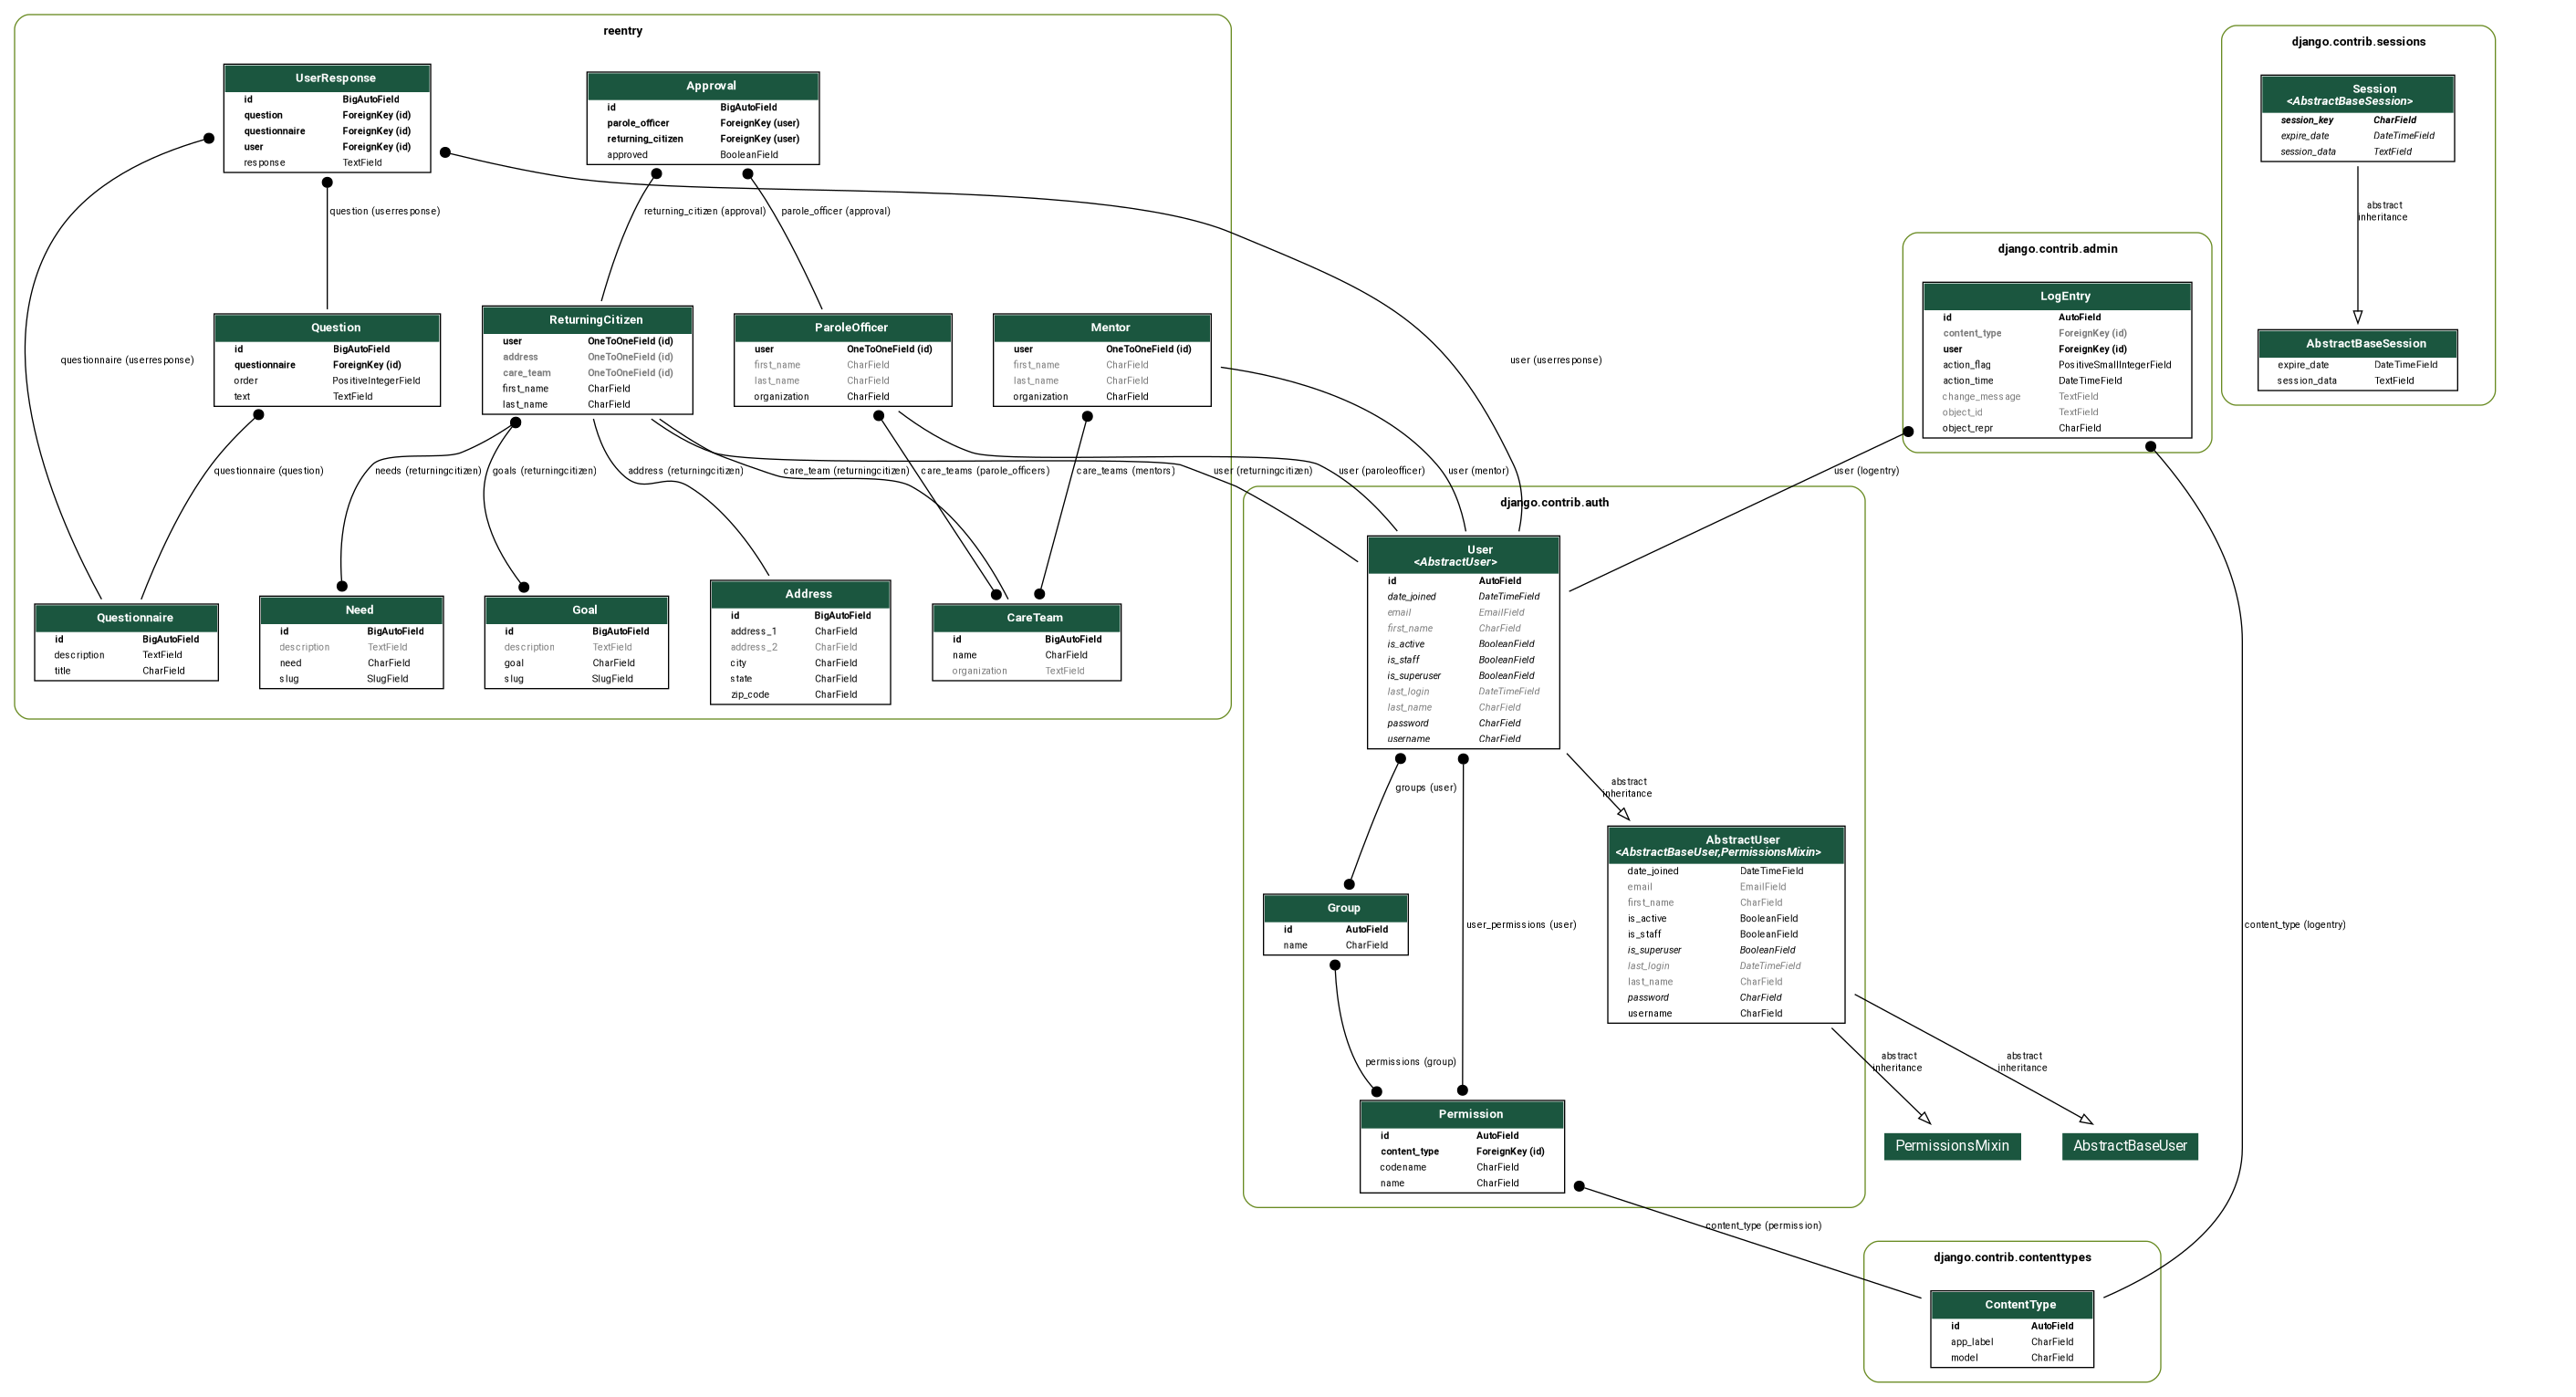 reentry
UserResponse
id BigAutoField
question ForeignKey (id)
questionnaire ForeignKey (id)
user ForeignKey (id)
response TextField
Approval
id BigAutoField
parole_officer ForeignKey (user)
returning_citizen ForeignKey (user)
approved BooleanField
question (userresponse)
returning_citizen (approval)
parole_officer (approval)
questionnaire (userresponse)
Question
id BigAutoField
questionnaire ForeignKey (id)
order PositiveIntegerField
text TextField
ReturningCitizen
user OneToOneField (id)
address OneToOneField (id)
care_team OneToOneField (id)
first_name CharField
last_name CharField
ParoleOfficer
user OneToOneField (id)
first_name CharField
last_name CharField
organization CharField
Mentor
user OneToOneField (id)
first_name CharField
last_name CharField
organization CharField
user (userresponse)
questionnaire (question)
needs (returningcitizen)
goals (returningcitizen)
address (returningcitizen)
care_team (returningcitizen)
care_teams (parole_officers)
care_teams (mentors)
user (returningcitizen)
user (paroleofficer)
user (mentor)
user (logentry)
Questionnaire
id BigAutoField
description TextField
title CharField
Need
id BigAutoField
description TextField
need CharField
slug SlugField
Goal
id BigAutoField
description TextField
goal CharField
slug SlugField
Address
id BigAutoField
address_1 CharField
address_2 CharField
city CharField
state CharField
zip_code CharField
CareTeam
id BigAutoField
name CharField
organization TextField
django.contrib.sessions
Session
<AbstractBaseSession>
session_key CharField
expire_date DateTimeField
session_data TextField
abstract
inheritance
AbstractBaseSession
expire_date DateTimeField
session_data TextField
django.contrib.admin
LogEntry
id AutoField
content_type ForeignKey (id)
user ForeignKey (id)
action_flag PositiveSmallIntegerField
action_time DateTimeField
change_message TextField
object_id TextField
object_repr CharField
django.contrib.auth
User
<AbstractUser>
id AutoField
date_joined DateTimeField
email EmailField
first_name CharField
is_active BooleanField
is_staff BooleanField
is_superuser BooleanField
last_login DateTimeField
last_name CharField
password CharField
username CharField
groups (user)
abstract
inheritance
AbstractUser
<AbstractBaseUser,PermissionsMixin>
date_joined DateTimeField
email EmailField
first_name CharField
is_active BooleanField
is_staff BooleanField
is_superuser BooleanField
last_login DateTimeField
last_name CharField
password CharField
username CharField
Group
id AutoField
name CharField
user_permissions (user)
content_type (logentry)
permissions (group)
abstract
inheritance
abstract
inheritance
Permission
id AutoField
content_type ForeignKey (id)
codename CharField
name CharField
PermissionsMixin
AbstractBaseUser
content_type (permission)
django.contrib.contenttypes
ContentType
id AutoField
app_label CharField
model CharField